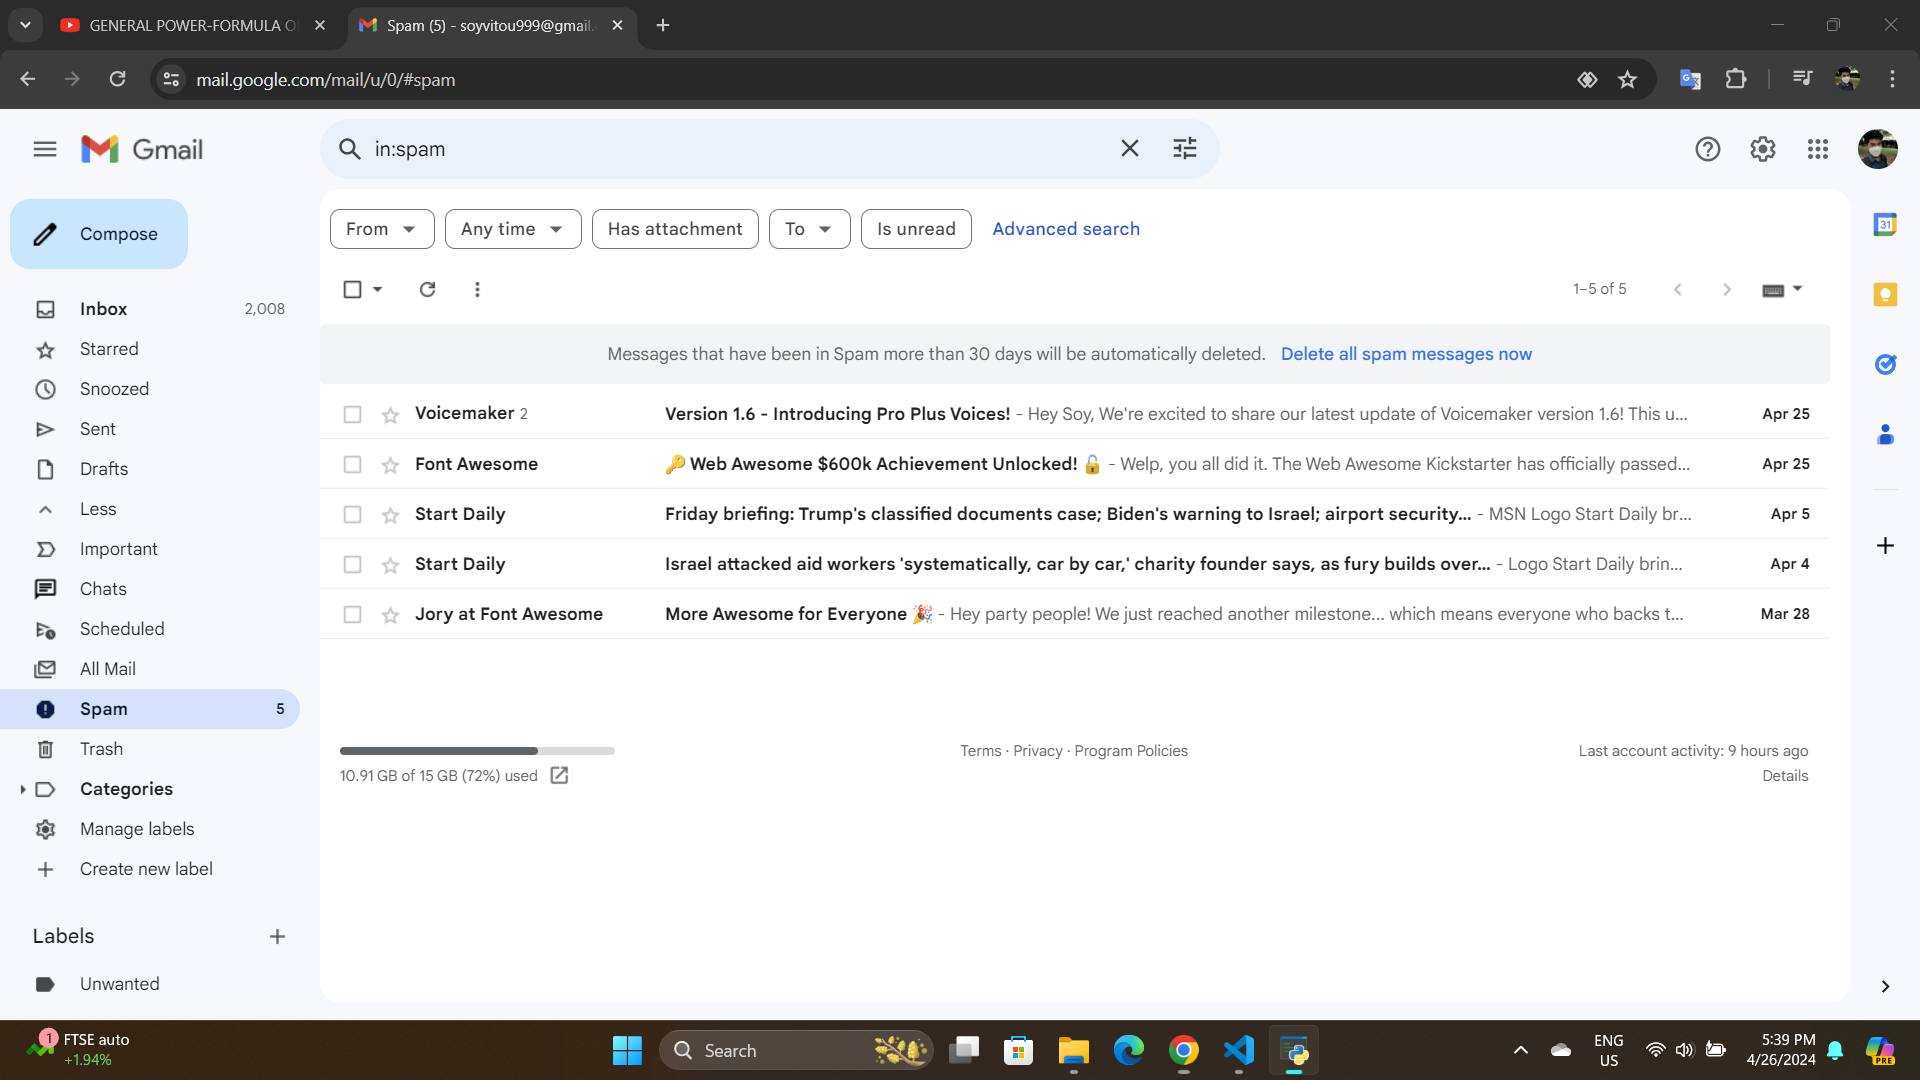 GENERAL POWER-FORMULA O
Spam (5) - soyvitou999@gmail.
mail.google.com/mail/u/0/#spam
Gmail
in:spam
Compose
From
Any time
Has attachment
To
Is unread
Advanced search
1–5 of 5
Messages that have been in Spam more than 30 days will be automatically deleted. Delete all spam messages now
Voicemaker 2 Version 1.6 - Introducing Pro Plus Voices! - Hey Soy, We're excited to share our latest update of Voicemaker version 1.6! This u... Apr 25
Font Awesome 🔑 Web Awesome $600k Achievement Unlocked! 🔓 - Welp, you all did it. The Web Awesome Kickstarter has officially passed... Apr 25
Start Daily Friday briefing: Trump's classified documents case; Biden's warning to Israel; airport security... - MSN Logo Start Daily br... Apr 5
Start Daily Israel attacked aid workers 'systematically, car by car,' charity founder says, as fury builds over... - Logo Start Daily brin... Apr 4
Jory at Font Awesome More Awesome for Everyone 🎉 - Hey party people! We just reached another milestone... which means everyone who backs t... Mar 28
Inbox 2,008
Starred
Snoozed
Sent
Drafts
Less
Important
Chats
Scheduled
All Mail
Spam 5
Trash
Categories
Manage labels
Create new label
Labels
Unwanted
10.91 GB of 15 GB (72%) used
Terms · Privacy · Program Policies
Last account activity: 9 hours ago
Details
31
1
FTSE auto
+1.94%
Search
ENG
US
5:39 PM
4/26/2024
PRE